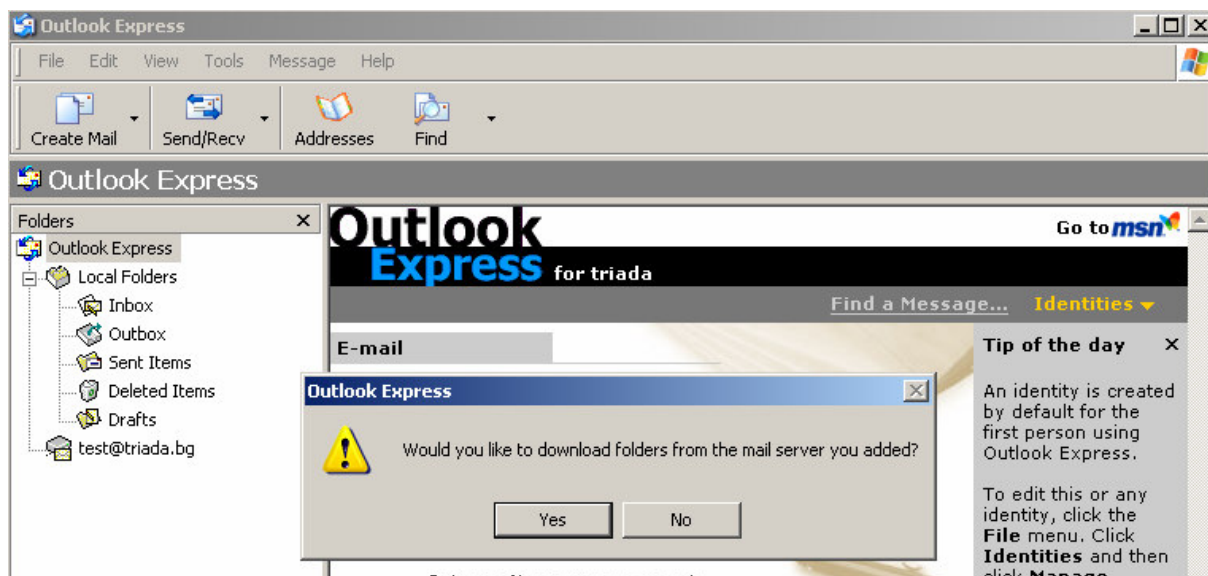 Outlook Express
File Edit View Tools Message Help
Create Mail Send/Recv Addresses Find
Outlook Express
Folders
Outlook Express
Local Folders
Inbox
Outbox
Sent Items
Deleted Items
Drafts
test@triada.bg
Outlook
Go to msn
Express for triada
Find a Message... Identities
E-mail
Tip of the day
An identity is created
by default for the
first person using
Outlook Express.
To edit this or any
identity, click the
File menu. Click
Identities and then
click Manage
Outlook Express
Would you like to download folders from the mail server you added?
Yes No